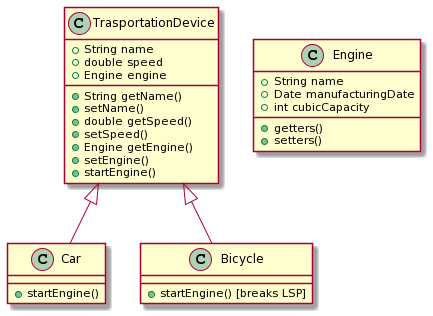 C TrasportationDevice
String name
double speed
Engine engine
String getName()
setName()
double getSpeed()
setSpeed()
Engine getEngine()
setEngine()
startEngine()
C Engine
String name
Date manufacturingDate
int cubicCapacity
getters()
setters()
C Car
startEngine()
C Bicycle
startEngine() [breaks LSP]